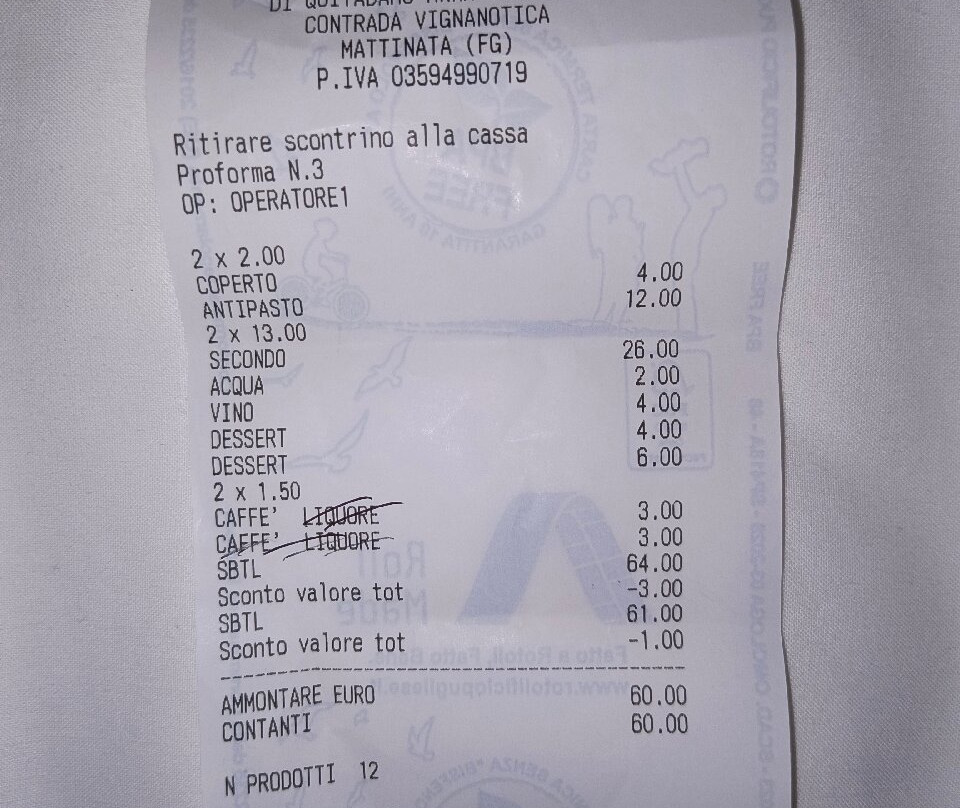 DI
CONTRADA VIGNANOTICA
MATTINATA (FG)
P.IVA 03594990719
Ritirare scontrino alla cassa
Proforma N.3
OP: OPERATORE1
2 x 2.00
COPERTO 4.00
ANTIPASTO 12.00
2 x 13.00
SECONDO 26.00
ACQUA 2.00
VINO 4.00
DESSERT 4.00
DESSERT 6.00
2 x 1.50
CAFFE' LIQUORE 3.00
CAFFE' LIQUORE 3.00
SBTL 64.00
Sconto valore tot -3.00
SBTL 61.00
Sconto valore tot -1.00
AMMONTARE EURO 60.00
CONTANTI 60.00
N PRODOTTI 12